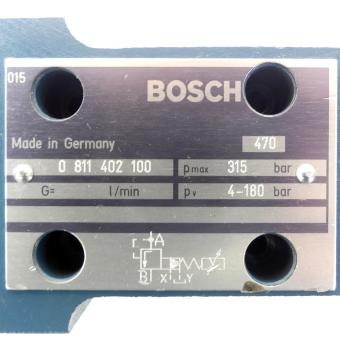 015
BOSCH
Made in Germany 470
0 811 402 100 pmax 315 bar
G= l/min pv 4-180 bar
A
B X Y